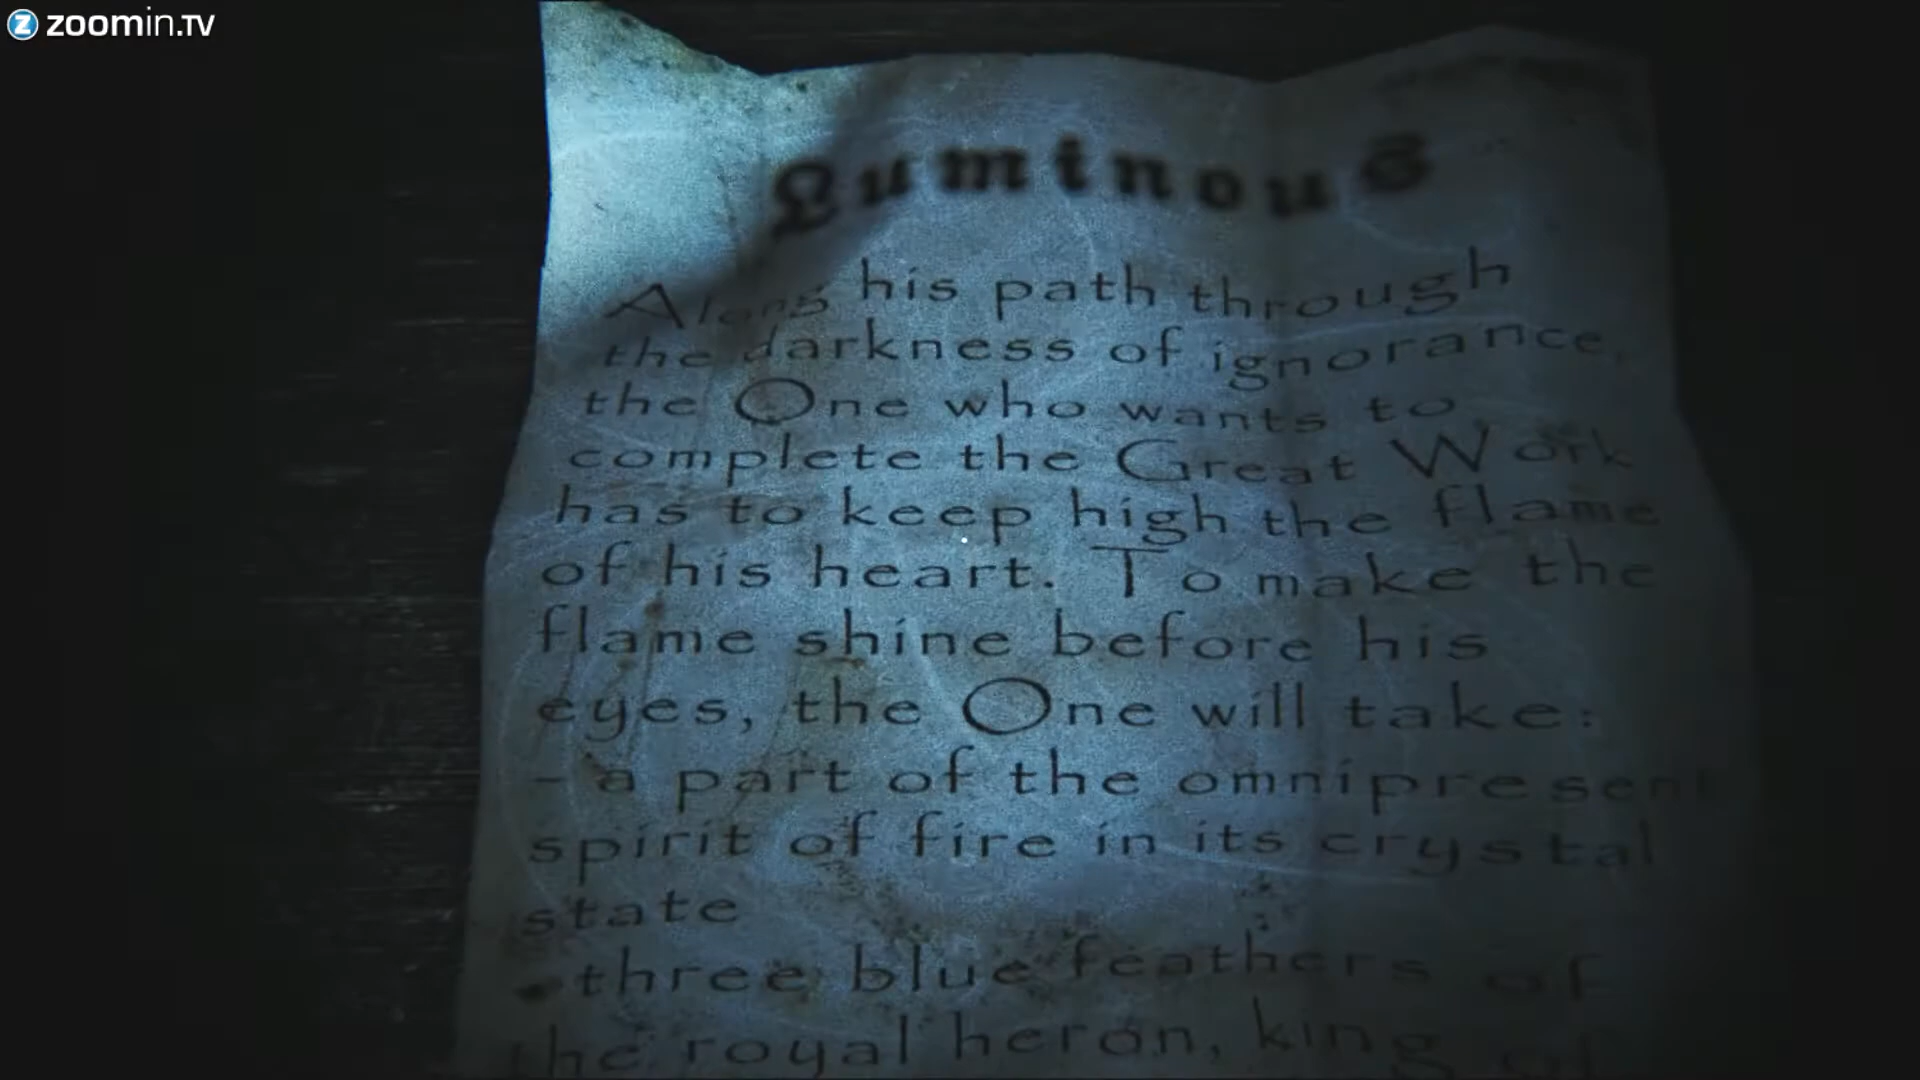 zoomin.tv
Luminous
Along his path through
the darkness of ignorance,
the One who wants to
complete the Great Work
has to keep high the flame
of his heart. To make the
flame shine before his
eyes, the One will take:
- a part of the omnipresent
spirit of fire in its crystal
state
- three blue feathers of
the royal heron, king of